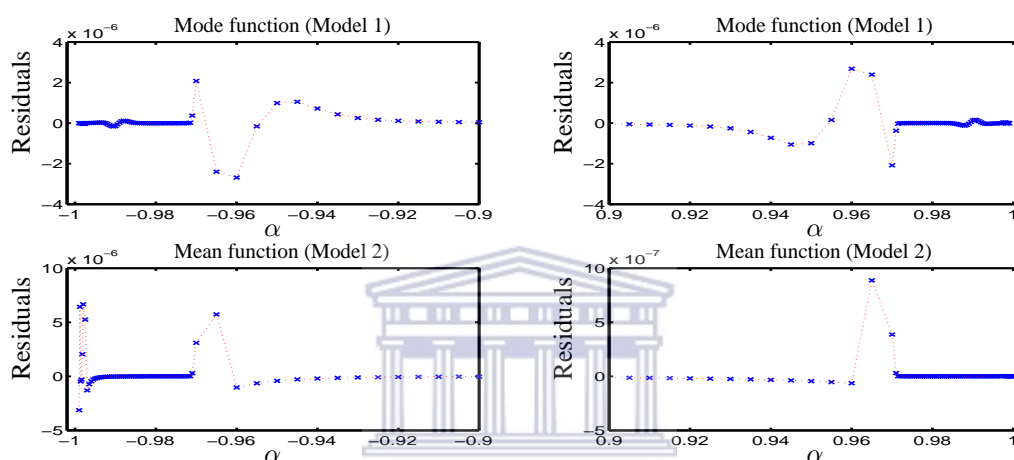 Mode function (Model 1)
× 10⁻⁶
4
2
0
−2
−4
Residuals
−1 −0.98 −0.96 −0.94 −0.92 −0.9
α
Mode function (Model 1)
× 10⁻⁶
4
2
0
−2
−4
Residuals
0.9 0.92 0.94 0.96 0.98 1
α
Mean function (Model 2)
× 10⁻⁶
10
5
0
−5
Residuals
−1 −0.98 −0.96 −0.94 −0.92 −0.9
α
Mean function (Model 2)
× 10⁻⁷
10
5
0
−5
Residuals
0.9 0.92 0.94 0.96 0.98 1
α